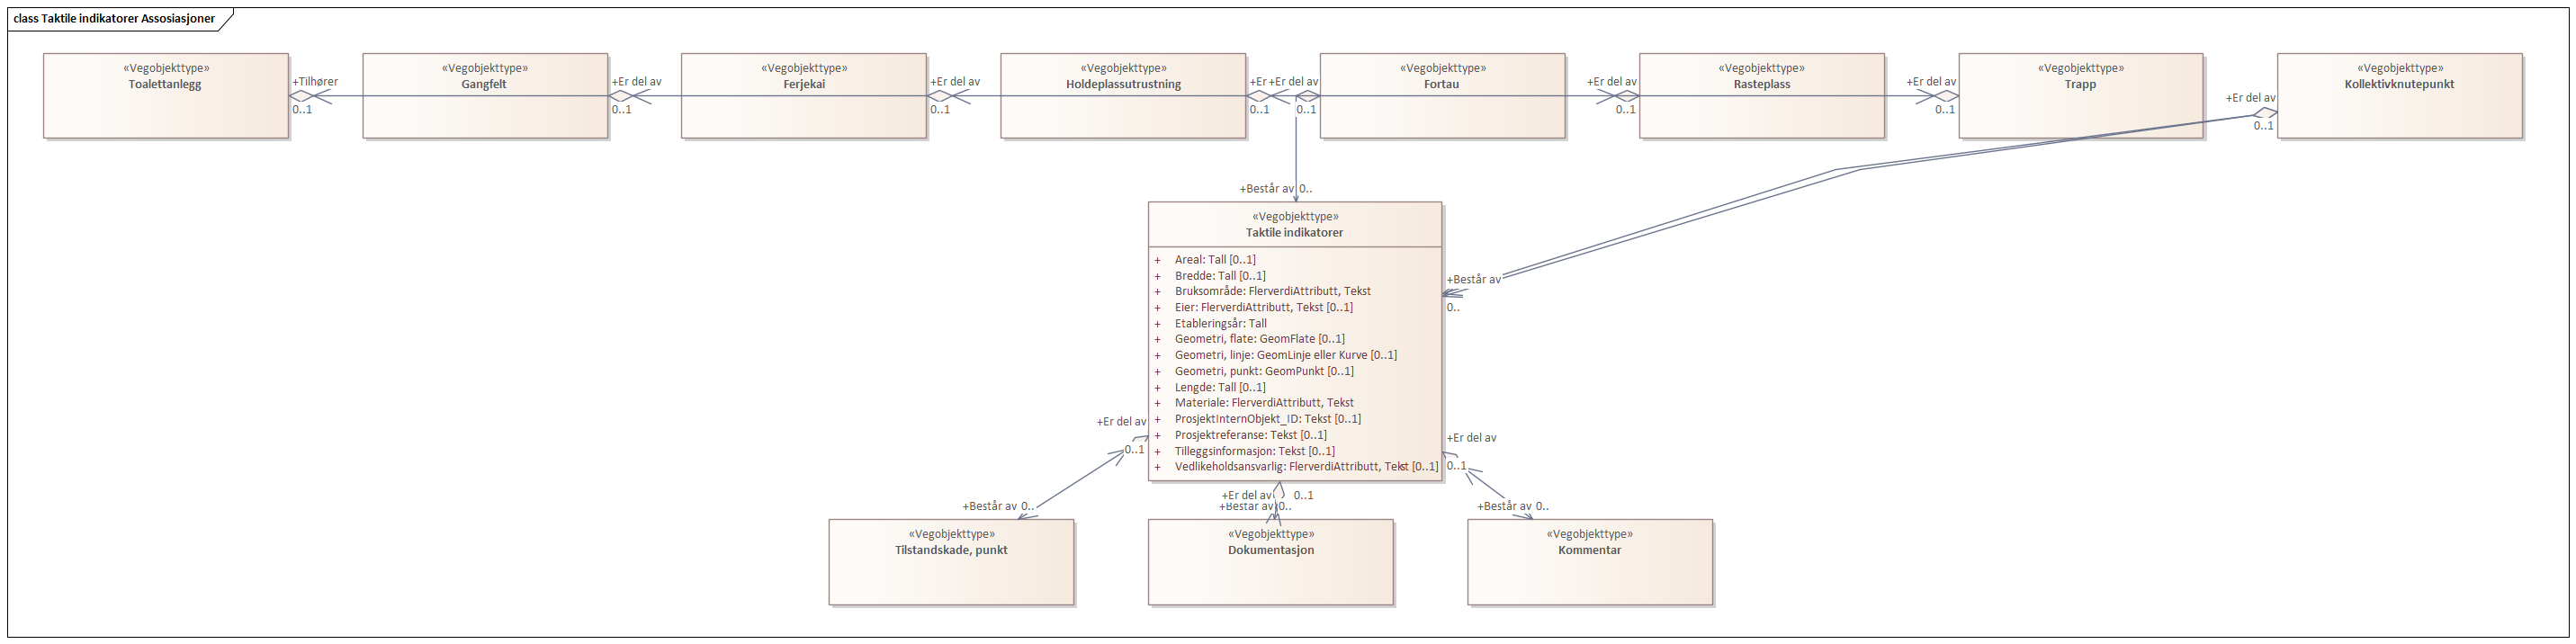 class Taktile indikatorer Assosiasjoner
«Vegobjekttype»
Toalettanlegg
«Vegobjekttype»
Gangfelt
«Vegobjekttype»
Ferjekai
«Vegobjekttype»
Holdeplassutrustning
«Vegobjekttype»
Fortau
«Vegobjekttype»
Rasteplass
«Vegobjekttype»
Trapp
«Vegobjekttype»
Kollektivknutepunkt
+Tilhører
0..1
+Er del av
0..1
+Er del av
0..1
+Er
0..1
+Er del av
0..1
+Er del av
0..1
+Er del av
0..1
+Er del av
0..1
+Består av 0..
«Vegobjekttype»
Taktile indikatorer
+ Areal: Tall [0..1]
+ Bredde: Tall [0..1]
+ Bruksområde: FlerverdiAttributt, Tekst
+ Eier: FlerverdiAttributt, Tekst [0..1]
+ Etableringsår: Tall
+ Geometri, flate: GeomFlate [0..1]
+ Geometri, linje: GeomLinje eller Kurve [0..1]
+ Geometri, punkt: GeomPunkt [0..1]
+ Lengde: Tall [0..1]
+ Materiale: FlerverdiAttributt, Tekst
+ ProsjektInternObjekt_ID: Tekst [0..1]
+ Prosjektreferanse: Tekst [0..1]
+ Tilleggsinformasjon: Tekst [0..1]
+ Vedlikeholdsansvarlig: FlerverdiAttributt, Tekst [0..1]
+Består av
0..
+Er del av
0..1
+Består av 0..
+Er del av 0..1
+Består av 0..
+Er del av
0..1
+Består av 0..
«Vegobjekttype»
Tilstandskade, punkt
«Vegobjekttype»
Dokumentasjon
«Vegobjekttype»
Kommentar